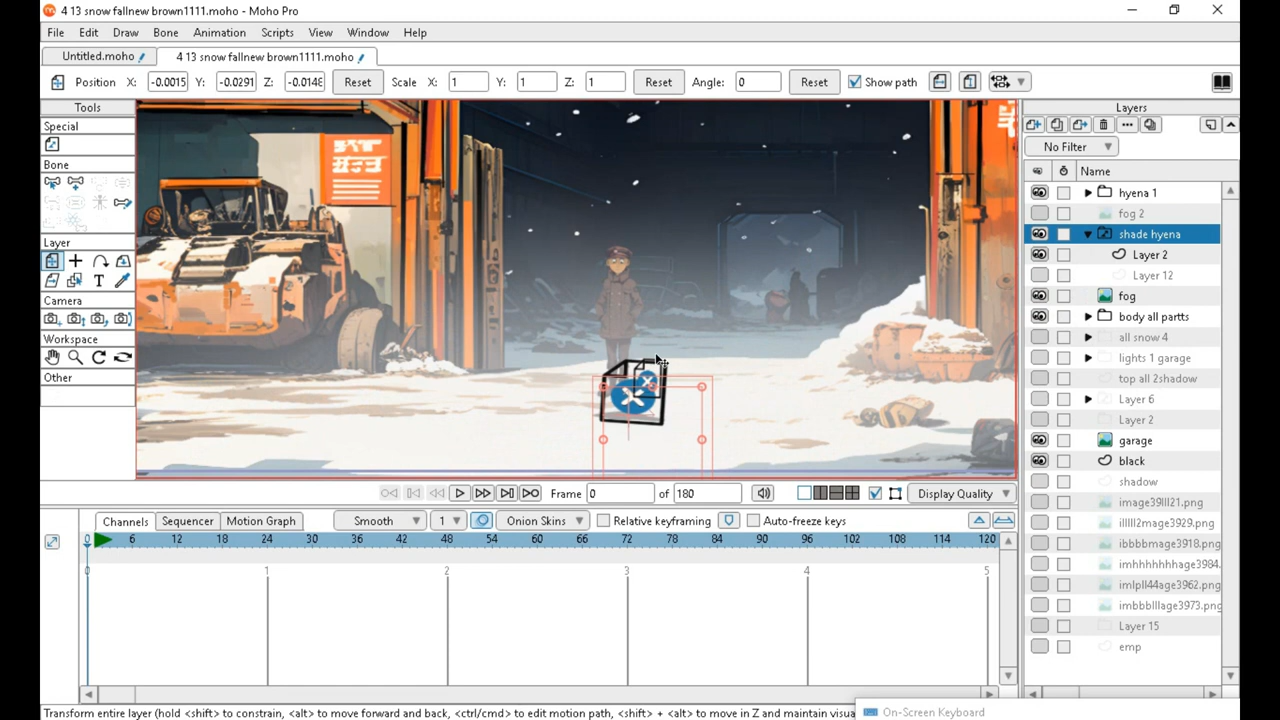 4 13 snow fallnew brown1111.moho - Moho Pro
File Edit Draw Bone Animation Scripts View Window Help
Untitled.moho 4 13 snow fallnew brown1111.moho
Position X: -0.0015 Y: -0.0291 Z: -0.0148 Reset Scale X: 1 Y: 1 Z: 1 Reset Angle: 0 Reset Show path
Tools
Special
Bone
Layer
T
Camera
Workspace
Other
Layers
No Filter
Name
hyena 1
fog 2
shade hyena
Layer 2
Layer 12
fog
body all partts
all snow 4
lights 1 garage
top all 2shadow
Layer 6
Layer 2
garage
black
shadow
image39lll21.png
illlll2mage3929.png
ibbbbmage3918.png
imhhhhhhage3984.
imlpll44age3962.png
imbbblllage3973.png
Layer 15
emp
Frame 0 of 180 Display Quality
Channels Sequencer Motion Graph Smooth 1 Onion Skins Relative keyframing Auto-freeze keys
0 6 12 18 24 30 36 42 48 54 60 66 72 78 84 90 96 102 108 114 120
0 1 2 3 4 5
Transform entire layer (hold <shift> to constrain, <alt> to move forward and back, <ctrl/cmd> to edit motion path, <shift> + <alt> to move in Z and maintain visua
On-Screen Keyboard